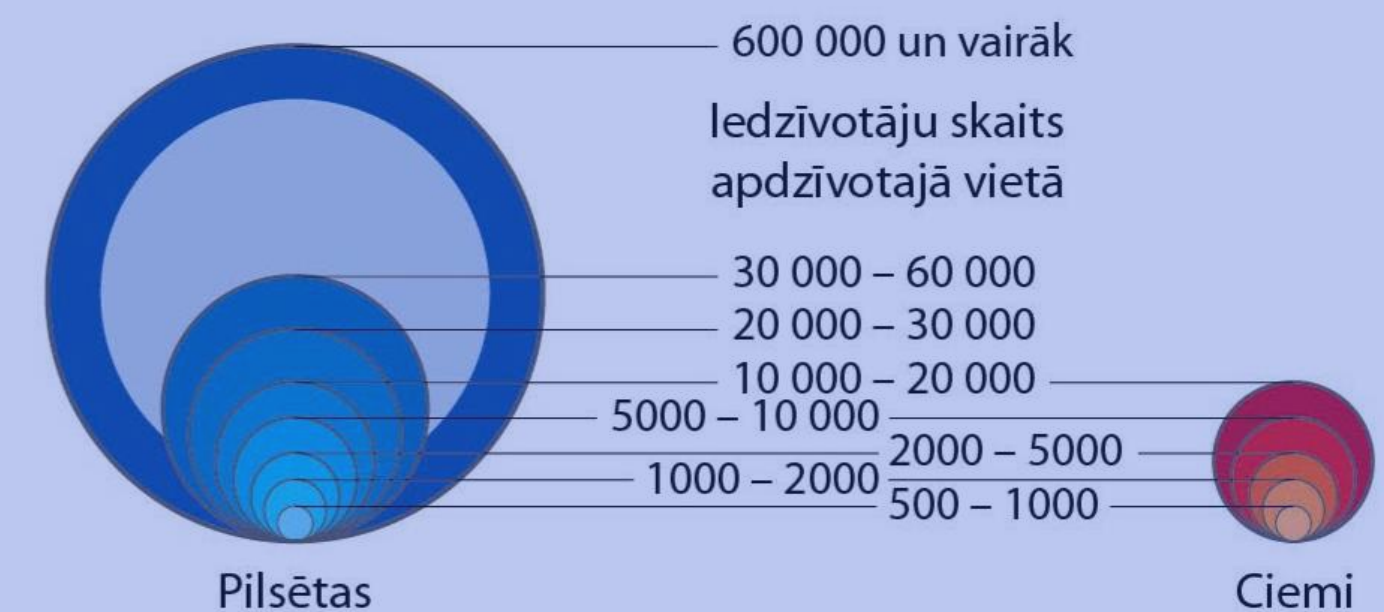 600 000 un vairāk
Iedzīvotāju skaits
apdzīvotajā vietā
30 000 – 60 000
20 000 – 30 000
10 000 – 20 000
5000 – 10 000
2000 – 5000
1000 – 2000
500 – 1000
Pilsētas
Ciemi